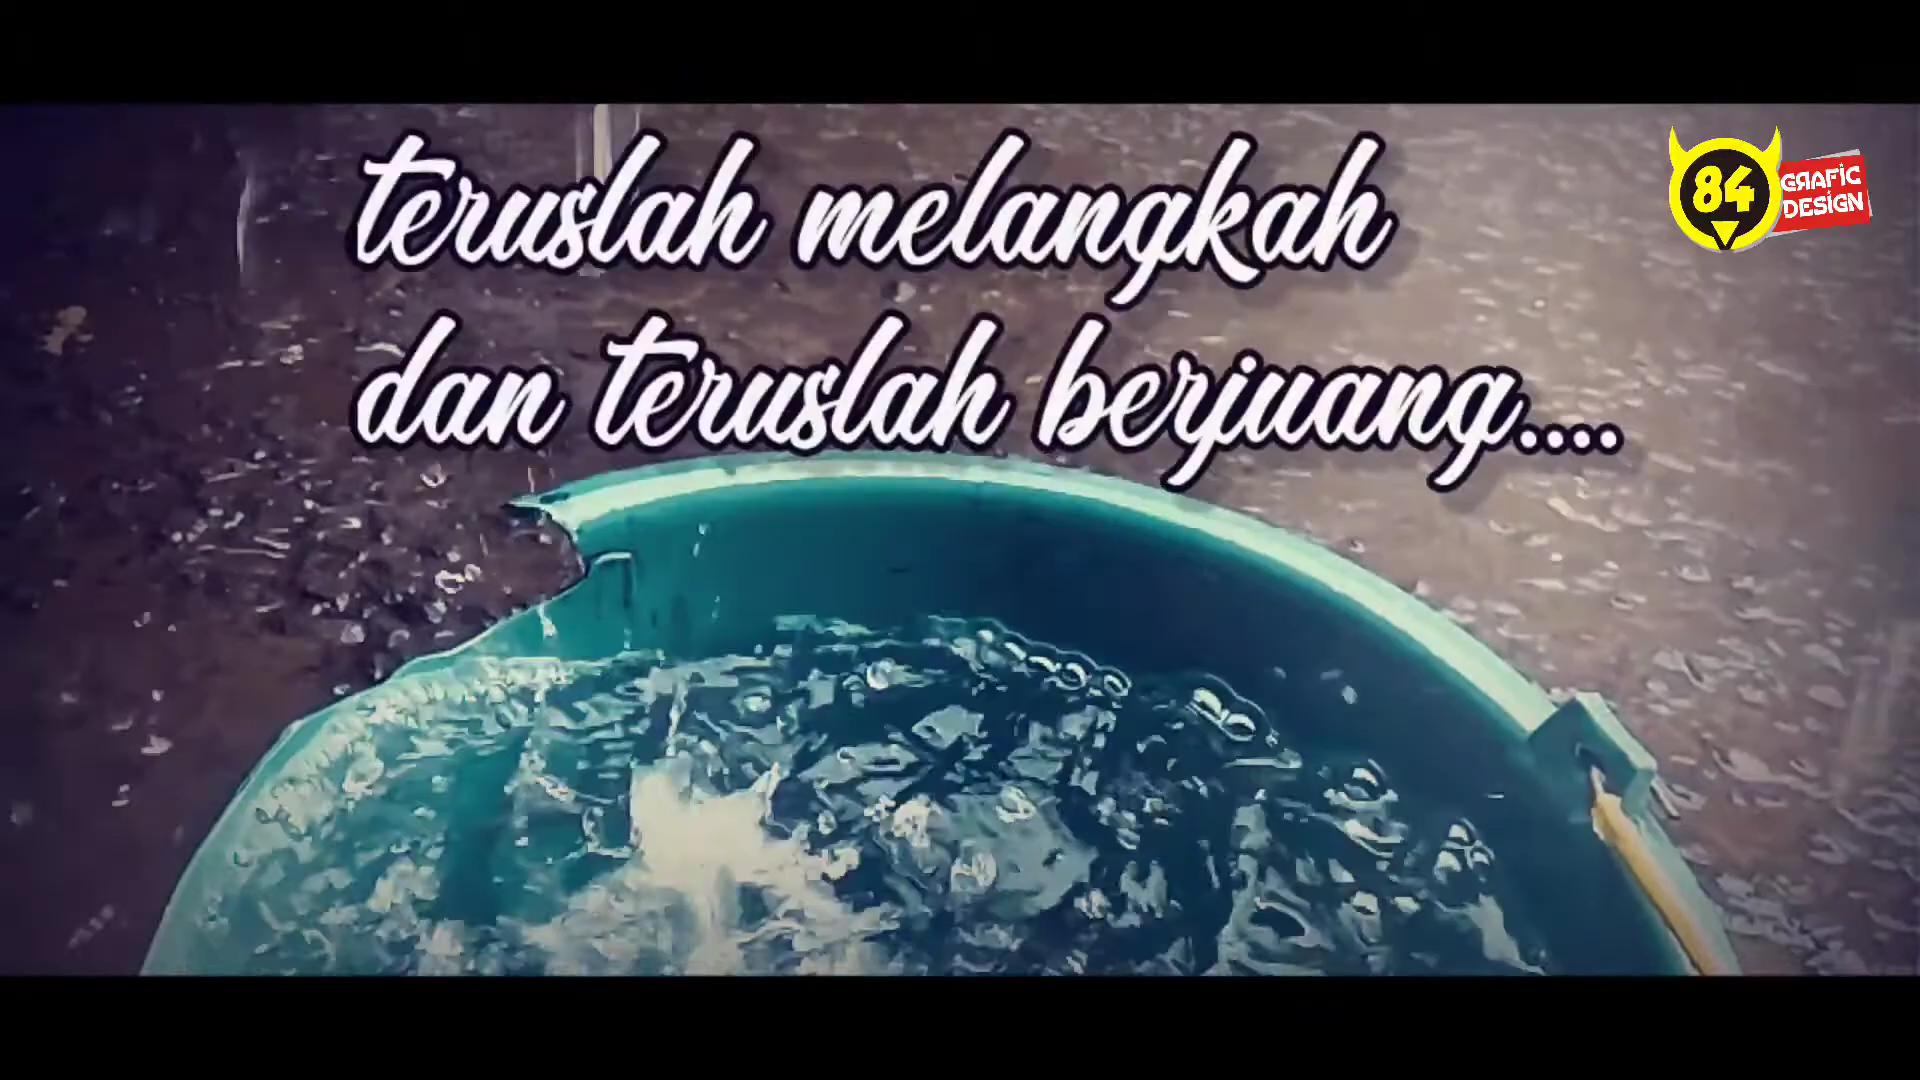 teruslah melangkah
dan teruslah berjuang....
84
GRAFIC
DESIGN